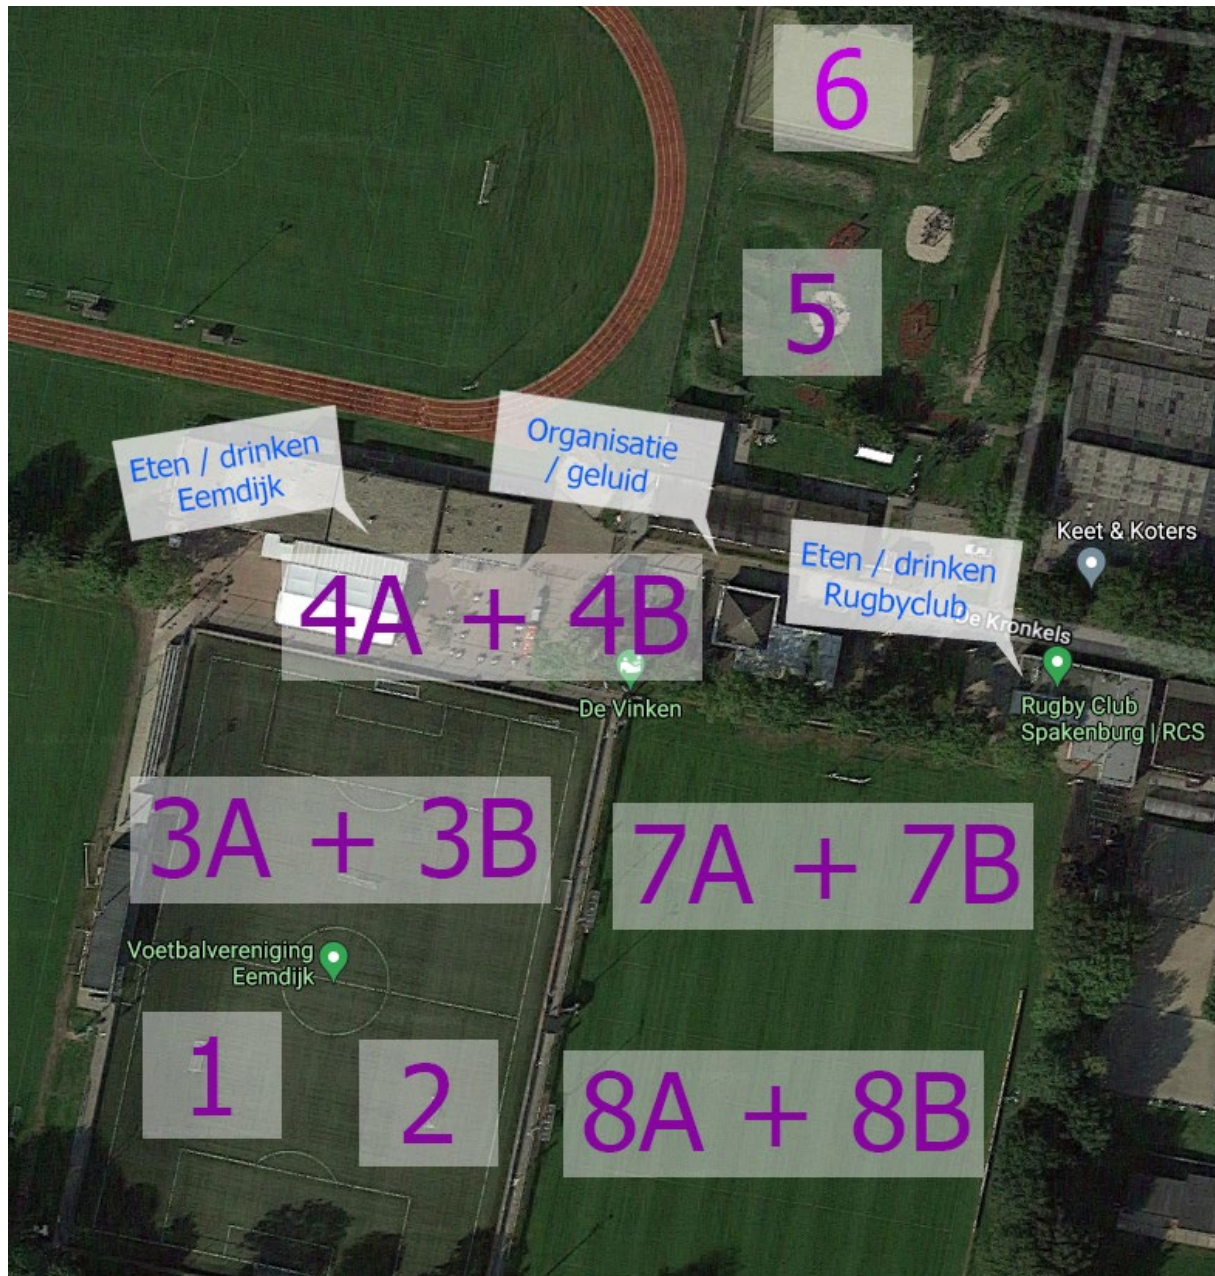 6
5
Eten / drinken
Eemdijk
Organisatie
/ geluid
Eten / drinken
Rugbyclub
Keet & Koters
De Kronkels
4A + 4B
De Vinken
Rugby Club
Spakenburg | RCS
3A + 3B
7A + 7B
Voetbalvereniging
Eemdijk
1
2
8A + 8B